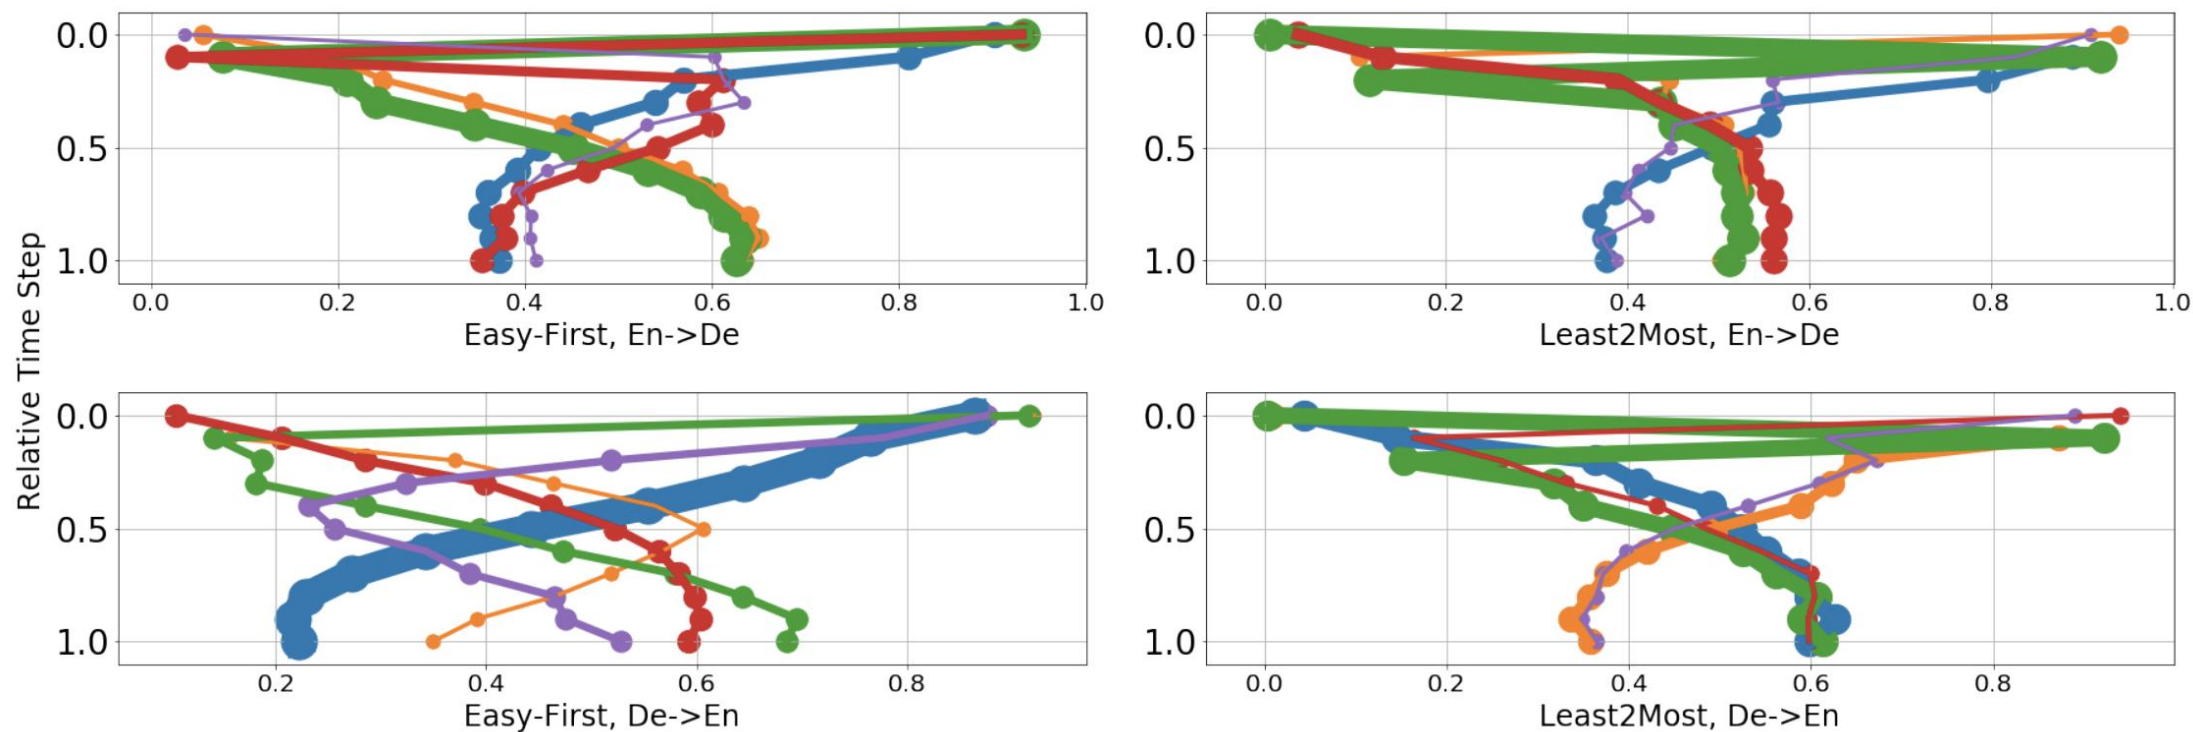 Relative Time Step
0.0
0.5
1.0
0.0 0.2 0.4 0.6 0.8 1.0
Easy-First, En->De
0.0
0.5
1.0
0.0 0.2 0.4 0.6 0.8 1.0
Least2Most, En->De
0.0
0.5
1.0
0.2 0.4 0.6 0.8
Easy-First, De->En
0.0
0.5
1.0
0.0 0.2 0.4 0.6 0.8
Least2Most, De->En